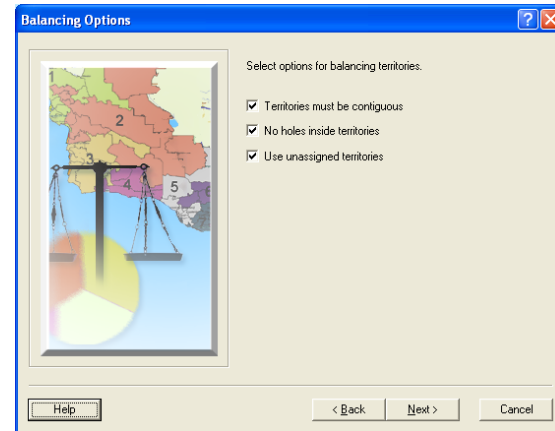 Balancing Options
Select options for balancing territories.
Territories must be contiguous
No holes inside territories
Use unassigned territories
1
2
3
4
5
6
Help
< Back
Next >
Cancel